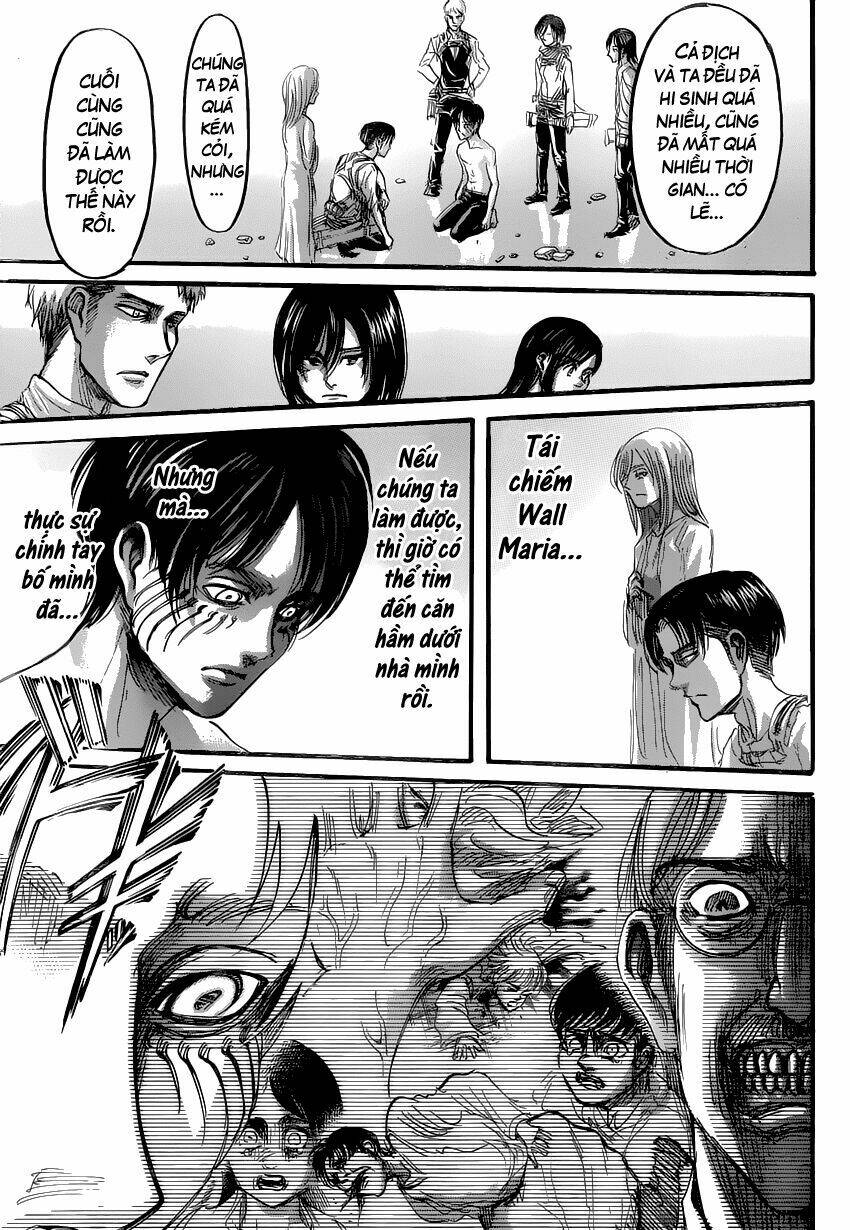 CẢ ĐỊCH
VÀ TA ĐỀU ĐÃ
HI SINH QUÁ
NHIỀU, CŨNG
ĐÃ MẤT QUÁ
NHIỀU THỜI
GIAN... CÓ
LẼ...
CHÚNG
TA ĐÃ
QUÁ
KÉM
CỎI,
NHƯNG
...
CUỐI
CÙNG
CŨNG
ĐÃ LÀM
ĐƯỢC
THẾ NÀY
RỒI.
Tái
chiếm
Wall
Maria...
Nếu
chúng ta
làm được,
thì giờ có
thể tìm
đến căn
hầm dưới
nhà mình
rồi.
Nhưng
mà...
thực sự
chính tay
bố mình
đã...